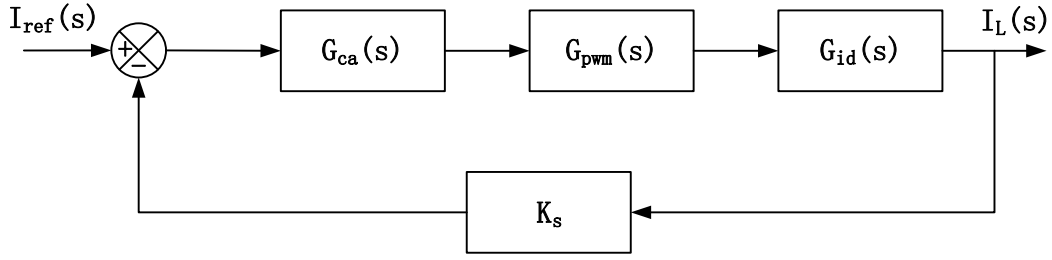 I_ref(s)
I_L(s)
+
G_ca(s)
G_pwm(s)
G_id(s)
−
K_s